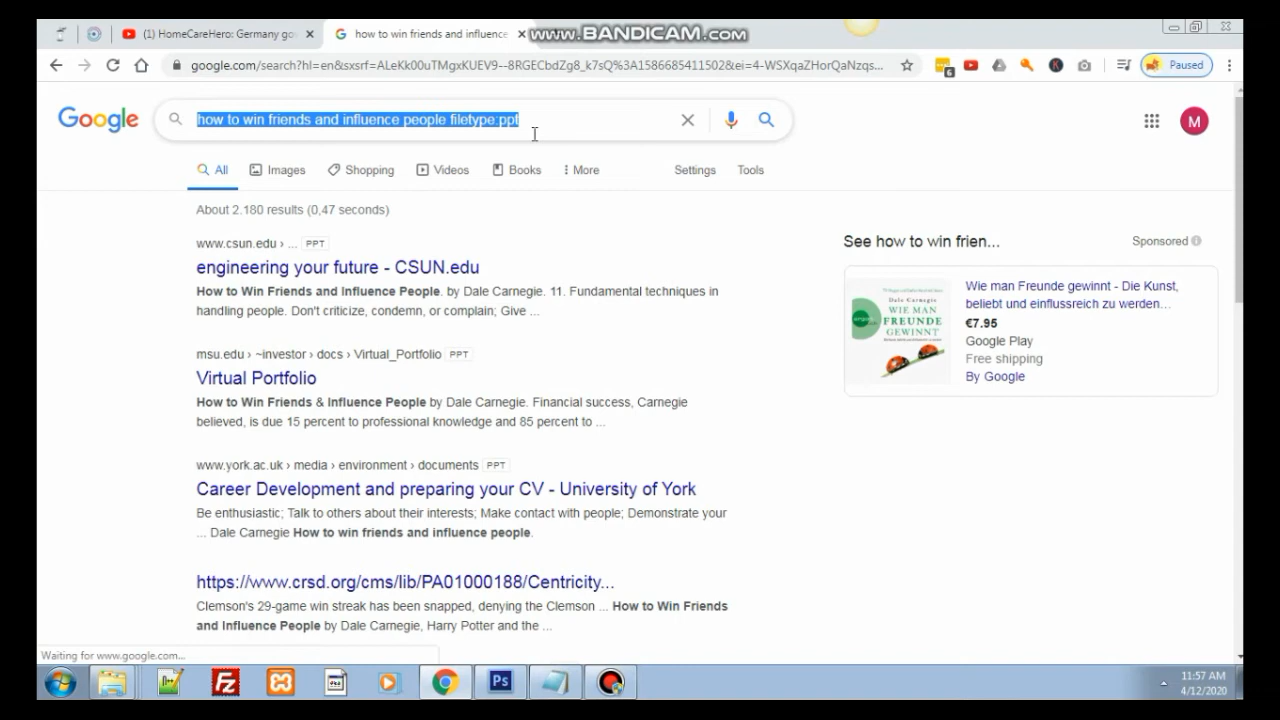 (1) HomeCareHero: Germany go
how to win friends and influence
www.BANDICAM.com
google.com/search?hl=en&sxsrf=ALeKk00uTMgxKUEV9--8RGECbdZg8_k7sQ%3A1586685411502&ei=4-WSXqaZHorQaNzqs...
6
Paused
Google
how to win friends and influence people filetype:ppt
M
All
Images
Shopping
Videos
Books
More
Settings
Tools
About 2.180 results (0,47 seconds)
www.csun.edu › ... PPT
engineering your future - CSUN.edu
How to Win Friends and Influence People. by Dale Carnegie. 11. Fundamental techniques in
handling people. Don't criticize, condemn, or complain; Give ...
msu.edu › ~investor › docs › Virtual_Portfolio PPT
Virtual Portfolio
How to Win Friends & Influence People by Dale Carnegie. Financial success, Carnegie
believed, is due 15 percent to professional knowledge and 85 percent to ...
www.york.ac.uk › media › environment › documents PPT
Career Development and preparing your CV - University of York
Be enthusiastic; Talk to others about their interests; Make contact with people; Demonstrate your
... Dale Carnegie How to win friends and influence people.
https://www.crsd.org/cms/lib/PA01000188/Centricity...
Clemson's 29-game win streak has been snapped, denying the Clemson ... How to Win Friends
and Influence People by Dale Carnegie, Harry Potter and the ...
See how to win frien...
Sponsored
Dale Carnegie
WIE MAN
FREUNDE
GEWINNT
Wie man Freunde gewinnt - Die Kunst,
beliebt und einflussreich zu werden...
€7.95
Google Play
Free shipping
By Google
Waiting for www.google.com...
Fz
Ps
11:57 AM
4/12/2020